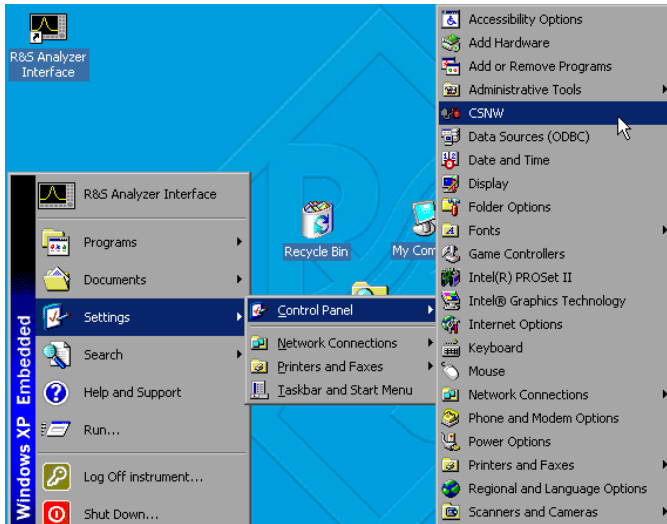 R&S Analyzer
Interface
Recycle Bin
My Com
Windows XP Embedded
R&S Analyzer Interface
Programs
Documents
Settings
Search
Help and Support
Run...
Log Off instrument...
Shut Down...
Control Panel
Network Connections
Printers and Faxes
Taskbar and Start Menu
Accessibility Options
Add Hardware
Add or Remove Programs
Administrative Tools
CSNW
Data Sources (ODBC)
Date and Time
Display
Folder Options
Fonts
Game Controllers
Intel(R) PROSet II
Intel® Graphics Technology
Internet Options
Keyboard
Mouse
Network Connections
Phone and Modem Options
Power Options
Printers and Faxes
Regional and Language Options
Scanners and Cameras